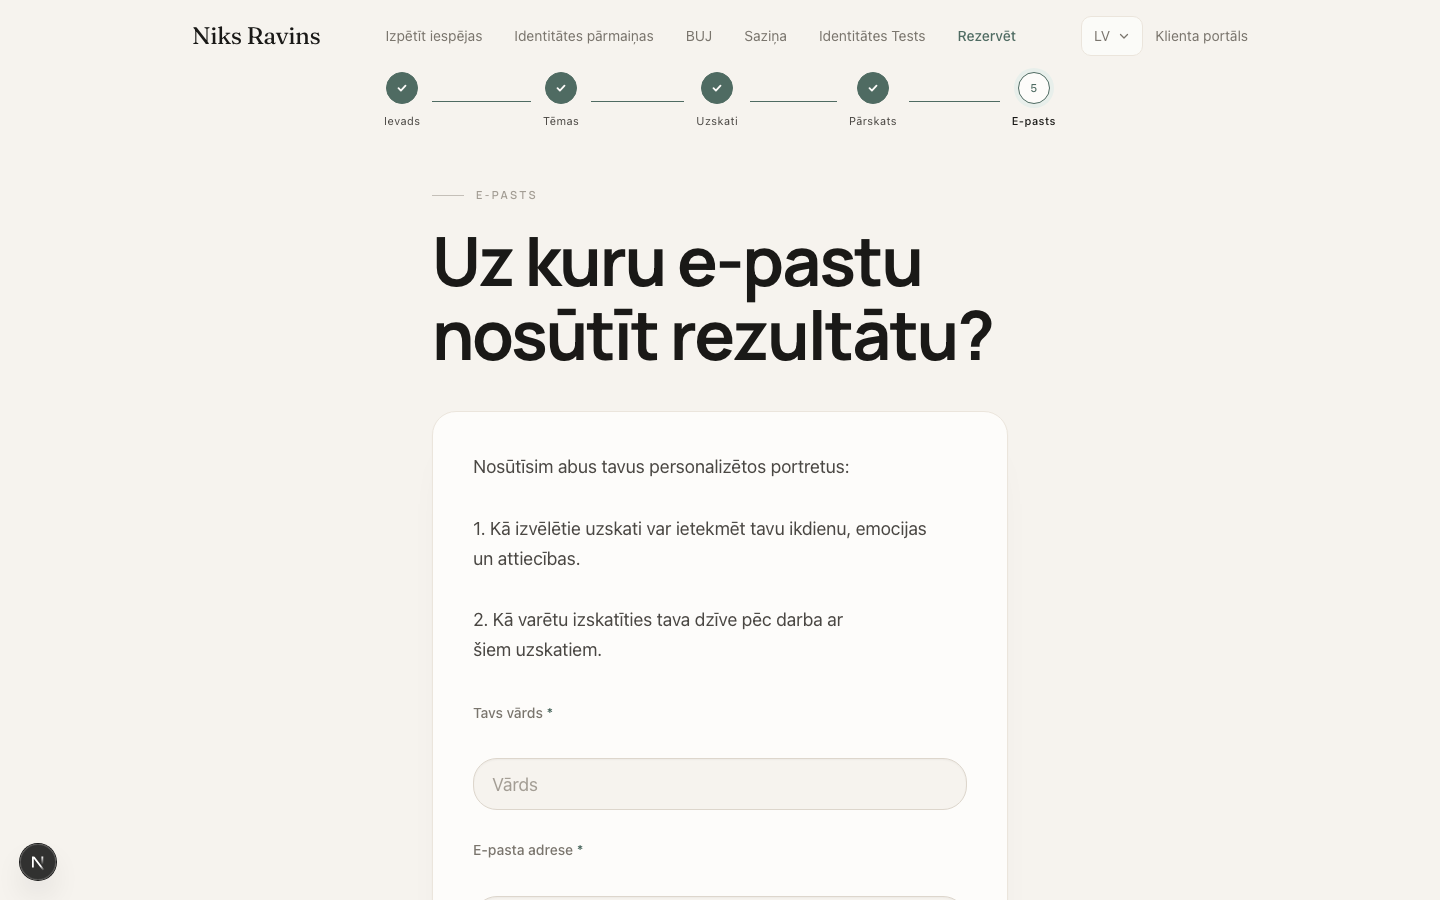 Niks Ravins
Izpētīt iespējas
Identitātes pārmaiņas
BUJ
Saziņa
Identitātes Tests
Rezervēt
LV
Klienta portāls
5
Ievads
Tēmas
Uzskati
Pārskats
E-pasts
E-PASTS
Uz kuru e-pastu
nosūtīt rezultātu?
Nosūtīsim abus tavus personalizētos portretus:
1. Kā izvēlētie uzskati var ietekmēt tavu ikdienu, emocijas
un attiecības.
2. Kā varētu izskatīties tava dzīve pēc darba ar
šiem uzskatiem.
Tavs vārds *
Vārds
E-pasta adrese *
N